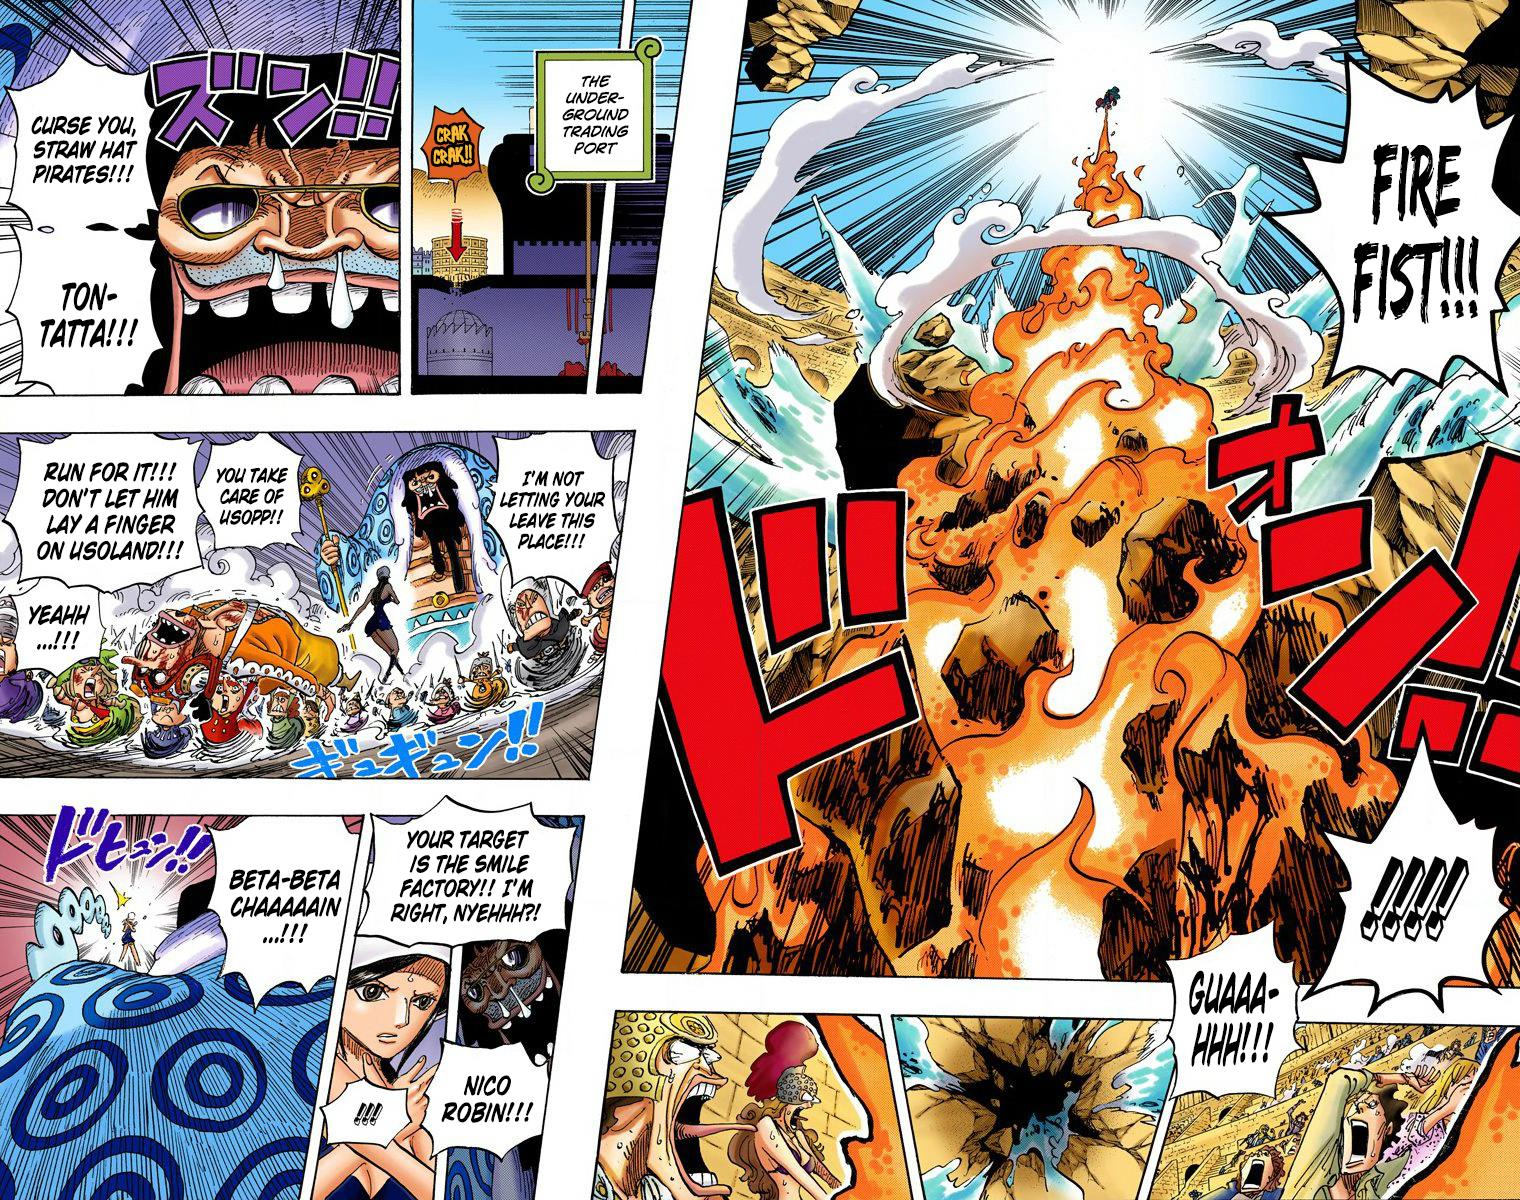 FIRE
FIST!!!
ドォン!!
!!!!!
GUAAA-
HHH!!!
THE
UNDER-
GROUND
TRADING
PORT
CRAK
CRAK!!
ズン!!
CURSE YOU,
STRAW HAT
PIRATES!!!
TON-
TATTA!!!
I'M NOT
LETTING YOUR
LEAVE THIS
PLACE!!!
YOU TAKE
CARE OF
USOPP!!
RUN FOR IT!!!
DON'T LET HIM
LAY A FINGER
ON USOLAND!!!
YEAHH
...!!!
ギュギュン!!
YOUR TARGET
IS THE SMILE
FACTORY!! I'M
RIGHT, NYEHHH?!
NICO
ROBIN!!!
!!!
BETA-BETA
CHAAAAAIN
...!!!
ドヒュン!!